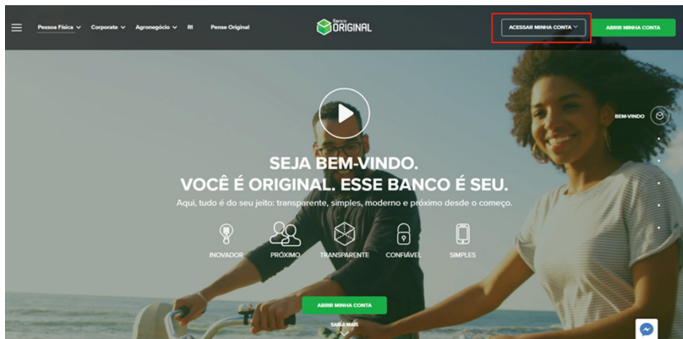 Pessoa Física
Corporate
Agronegócio
RI
Pense Original
Banco
ORIGINAL
ACESSAR MINHA CONTA
ABRIR MINHA CONTA
BEM-VINDO
SEJA BEM-VINDO.
VOCÊ É ORIGINAL. ESSE BANCO É SEU.
Aqui, tudo é do seu jeito: transparente, simples, moderno e próximo desde o começo.
INOVADOR
PRÓXIMO
TRANSPARENTE
CONFIÁVEL
SIMPLES
ABRIR MINHA CONTA
SAIBA MAIS